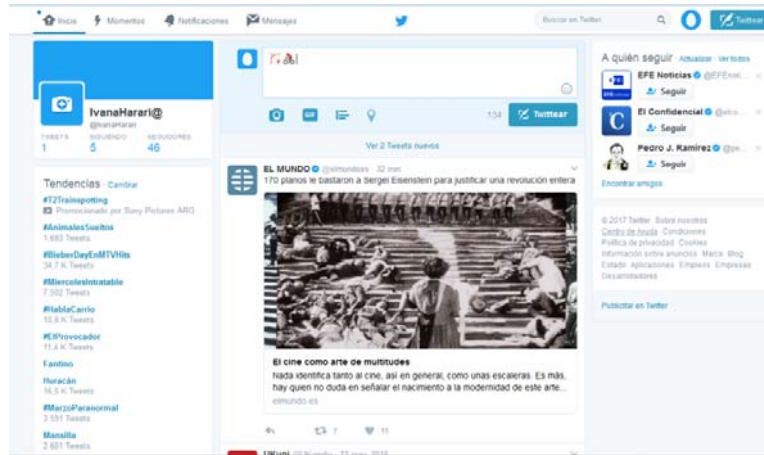 Inicio Momentos Notificaciones Mensajes
Buscar en Twitter
Twittear
IvanaHarari@
@IvanaHarari
TWEETS SIGUIENDO SEGUIDORES
1 5 46
Tendencias · Cambiar
#T2Trainspotting
Promocionado por Sony Pictures ARG
#AnimalesSueltos
1.693 Tweets
#BieberDayEnMTVHits
34,7 K Tweets
#MiercolesIntratable
7.502 Tweets
#HablaCarrio
10,8 K Tweets
#ElProvocador
11,4 K Tweets
Fantino
Huracán
16,5 K Tweets
#MarzoParanormal
3.591 Tweets
Mansilla
2.601 Tweets
GIF
134 Twittear
Ver 2 Tweets nuevos
EL MUNDO @elmundoes · 32 min
170 planos le bastaron a Sergei Eisenstein para justificar una revolución entera
El cine como arte de multitudes
Nada identifica tanto al cine, así en general, como unas escaleras. Es más,
hay quien no duda en señalar el nacimiento a la modernidad de este arte...
elmundo.es
7 11
A quién seguir · Actualizar · Ver todos
EFE Noticias @EFEnoti...
Seguir
El Confidencial @elco...
Seguir
Pedro J. Ramírez @pe...
Seguir
Encontrar amigos
© 2017 Twitter Sobre nosotros
Centro de Ayuda Condiciones
Política de privacidad Cookies
Información sobre anuncios Marca Blog
Estado Aplicaciones Empleos Empresas
Desarrolladores
Publicitar en Twitter